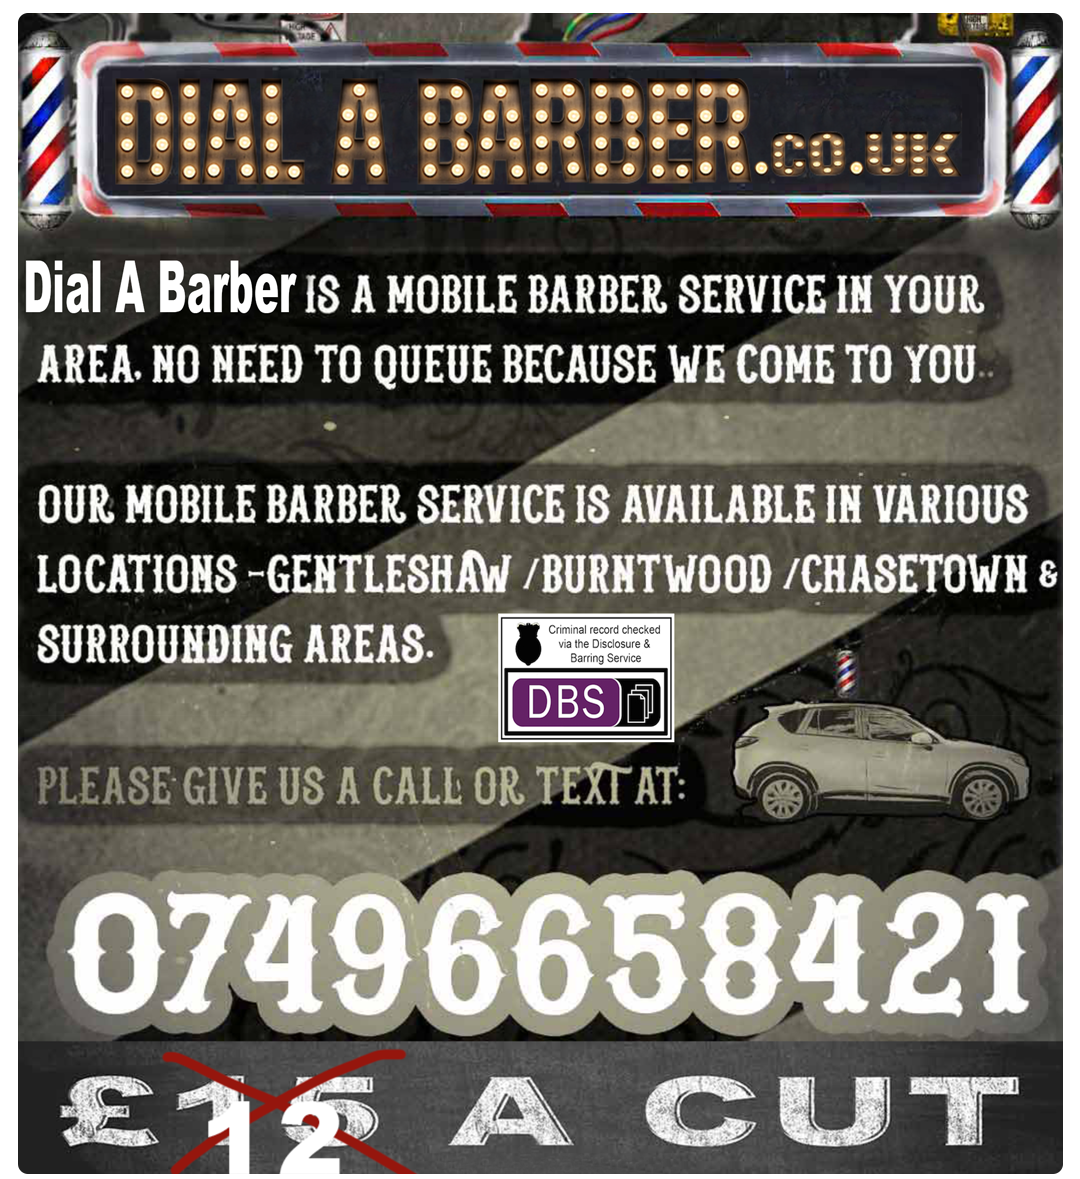 HIGH VOLTAGE
DIAL A BARBER.CO.UK
Dial A Barber IS A MOBILE BARBER SERVICE IN YOUR
AREA. NO NEED TO QUEUE BECAUSE WE COME TO YOU..
OUR MOBILE BARBER SERVICE IS AVAILABLE IN VARIOUS
LOCATIONS -GENTLESHAW /BURNTWOOD /CHASETOWN &
SURROUNDING AREAS.
Criminal record checked
via the Disclosure &
Barring Service
DBS
PLEASE GIVE US A CALL OR TEXT AT:
07496658421
£15 A CUT
12